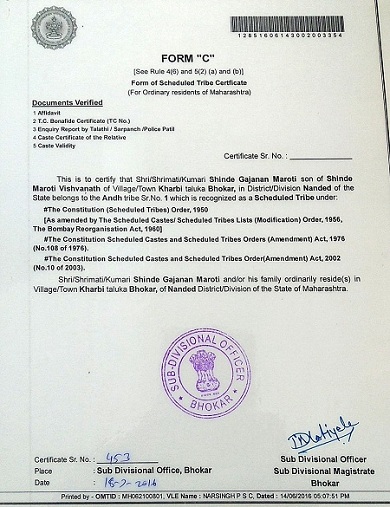 12851606143002003354
FORM "C"
[See Rule 4(6) and 5(2) (a) and (b)]
Form of Scheduled Tribe Certficate
(For Ordinary residents of Maharashtra)
Documents Verified
1 Affidavit
2 T.C. Bonafide Certificate (TC No.)
3 Enquiry Report by Talathi / Sarpanch /Police Patil
4 Caste Certificate of the Relative
5 Caste Validity
Certificate Sr. No. :
This is to certify that Shri/Shrimati/Kumari Shinde Gajanan Maroti son of Shinde
Maroti Vishvanath of Village/Town Kharbi taluka Bhokar, in District/Division Nanded of the
State belongs to the Andh tribe Sr.No. 1 which is recognized as a Scheduled Tribe under:
#The Constitution (Scheduled Tribes) Order, 1950
[As amended by The Scheduled Castes/ Scheduled Tribes Lists (Modification) Order, 1956,
The Bombay Reorganisation Act, 1960]
#The Constitution Scheduled Castes and Scheduled Tribes Orders (Amendment) Act, 1976
(No.108 of 1976).
#The Constitution Scheduled Castes and Scheduled Tribes Order(Amendment) Act, 2002
(No.10 of 2003).
Shri/Shrimati/Kumari Shinde Gajanan Maroti and/or his family ordinarily reside(s) in
Village/Town Kharbi taluka Bhokar, of Nanded District/Division of the State of Maharashtra.
SUB-DIVISIONAL OFFICER
* BHOKAR *
Certificate Sr. No. : 453
Place : Sub Divisional Office, Bhokar
Date : 18-7-2016
Sub Divisional Officer
Sub Divisional Magistrate
Bhokar
Printed by - OMTID : MH062100801, VLE Name : NARSINGH P S C, Dated : 14/06/2016 05:07:51 PM